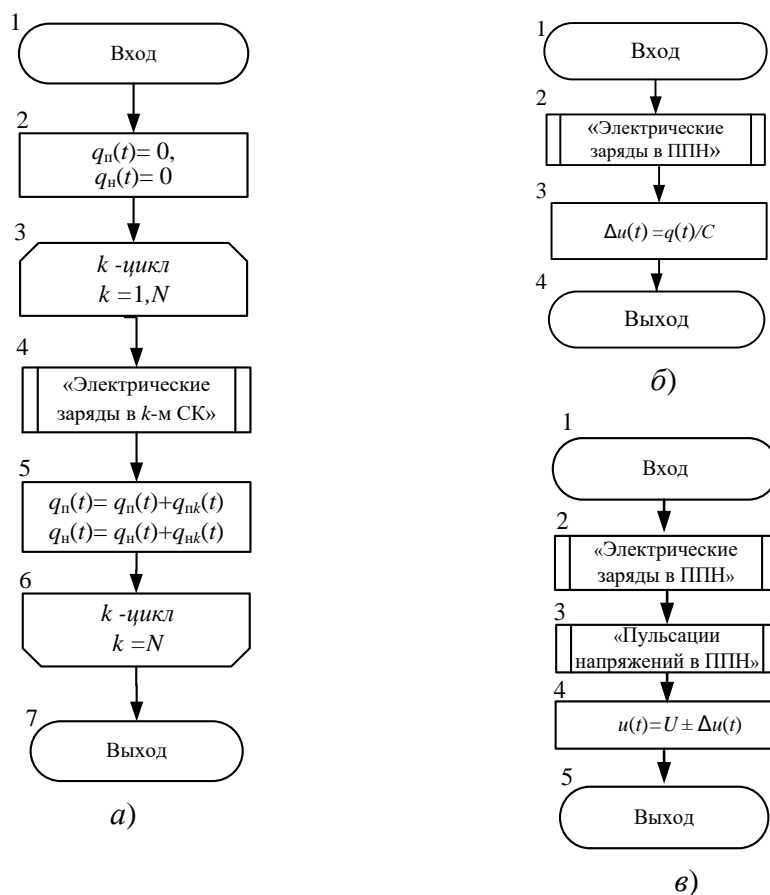 1
Вход
2
qп(t)= 0,
qн(t)= 0
3
k -цикл
k =1,N
4
«Электрические
заряды в k-м СК»
5
qп(t)= qп(t)+qпk(t)
qн(t)= qн(t)+qнk(t)
6
k -цикл
k =N
7
Выход
а)
1
Вход
2
«Электрические
заряды в ППН»
3
Δu(t) =q(t)/C
4
Выход
б)
1
Вход
2
«Электрические
заряды в ППН»
3
«Пульсации
напряжений в ППН»
4
u(t)=U ± Δu(t)
5
Выход
в)